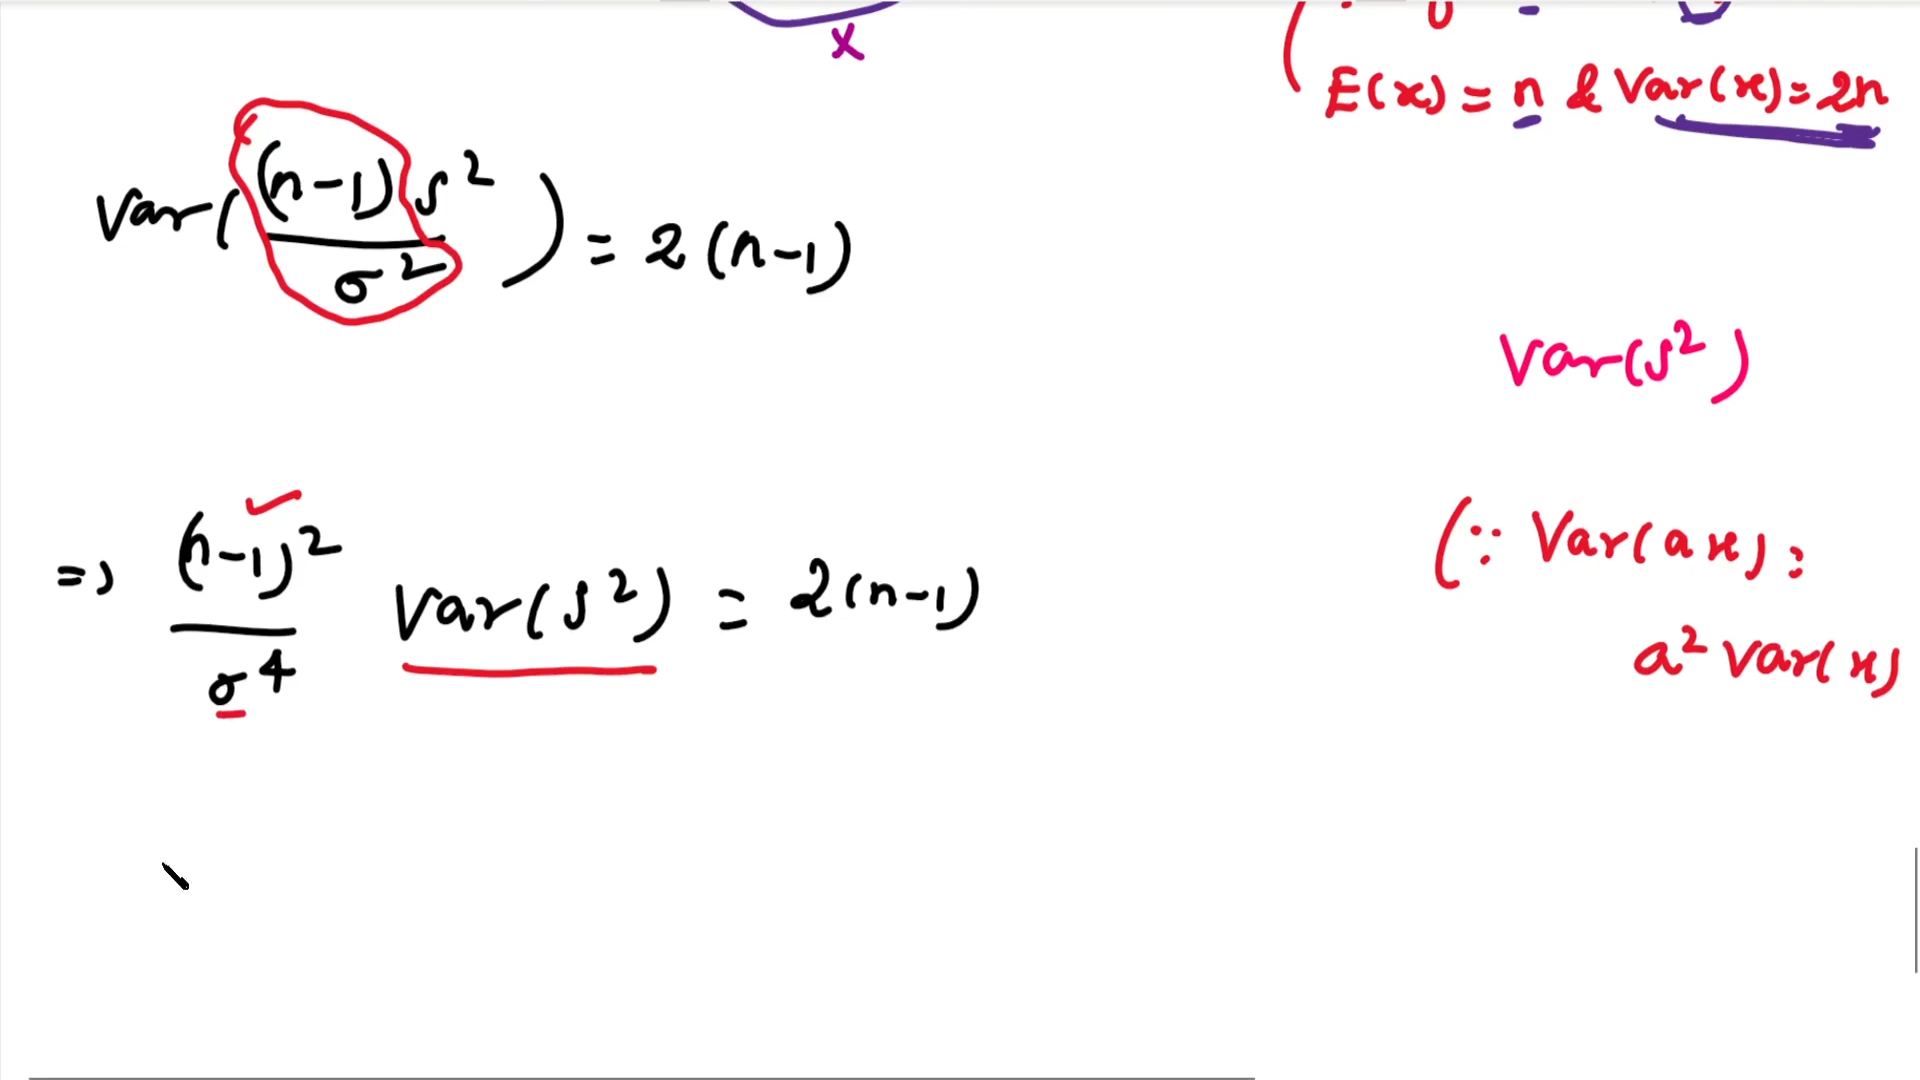 x
E(x) = n & Var(x) = 2n
Var( (n-1) s² / σ² ) = 2(n-1)
Var(s²)
=> (n-1)² / σ⁴ Var(s²) = 2(n-1)
(∵ Var(ax) =
a² Var(x)